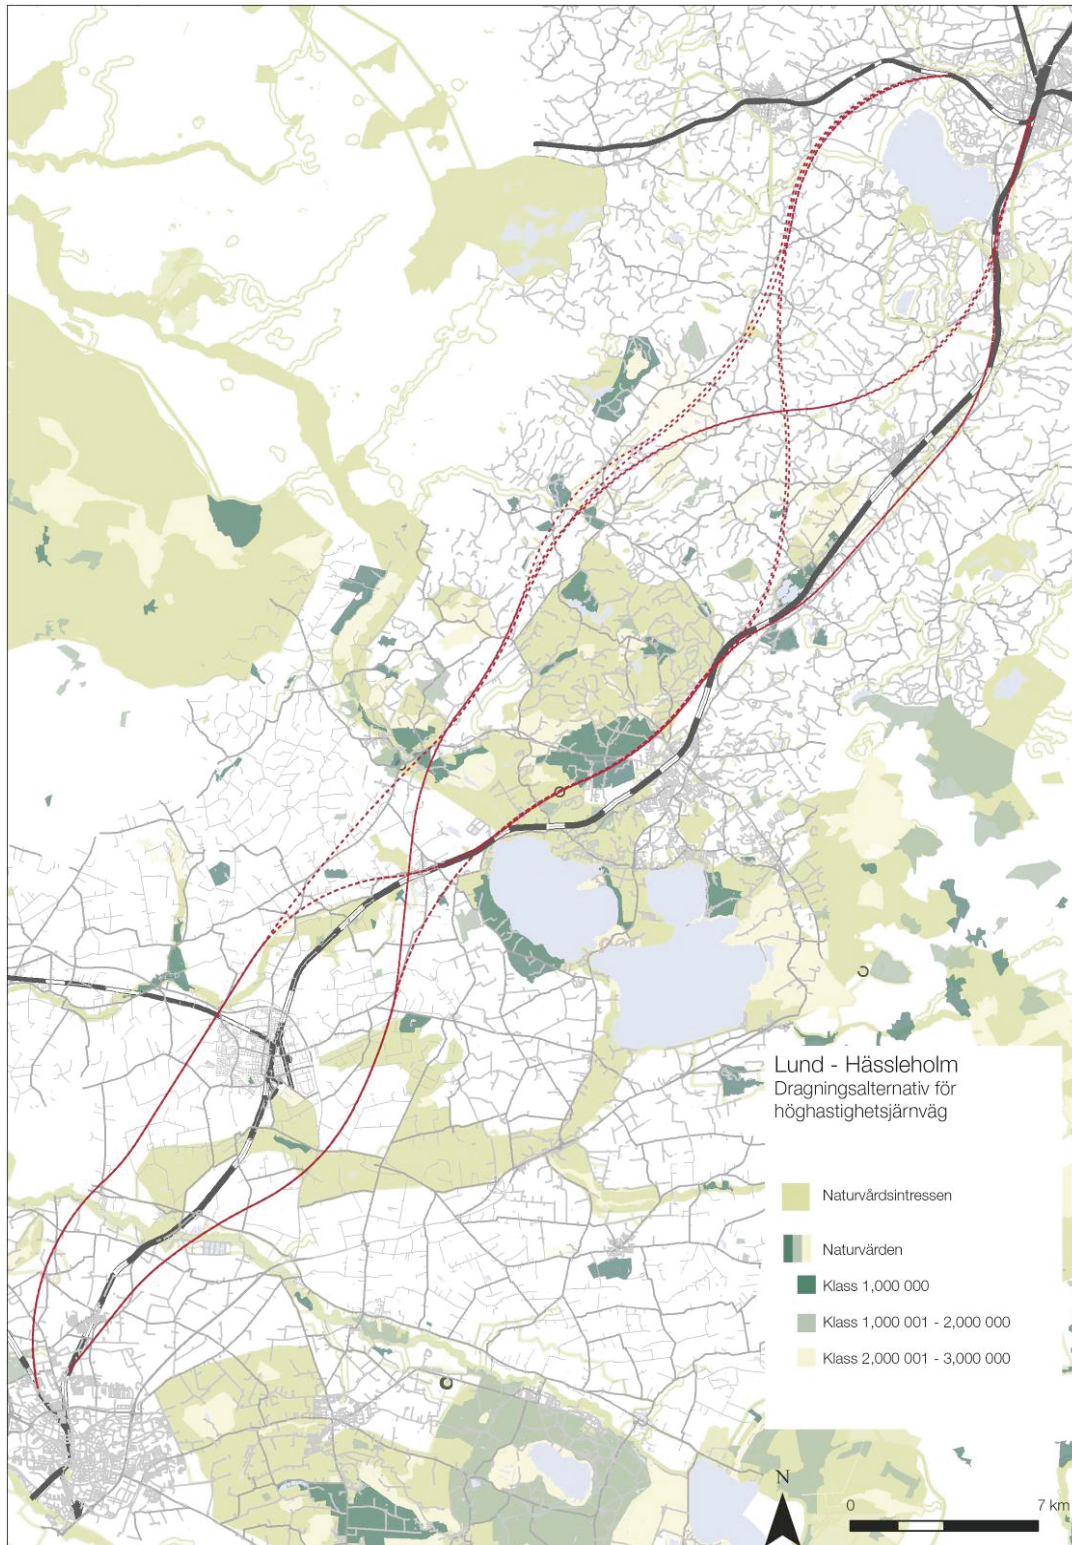 Lund - Hässleholm
Dragningsalternativ för
höghastighetsjärnväg
Naturvårdsintressen
Naturvärden
Klass 1,000 000
Klass 1,000 001 - 2,000 000
Klass 2,000 001 - 3,000 000
N
0 7 km